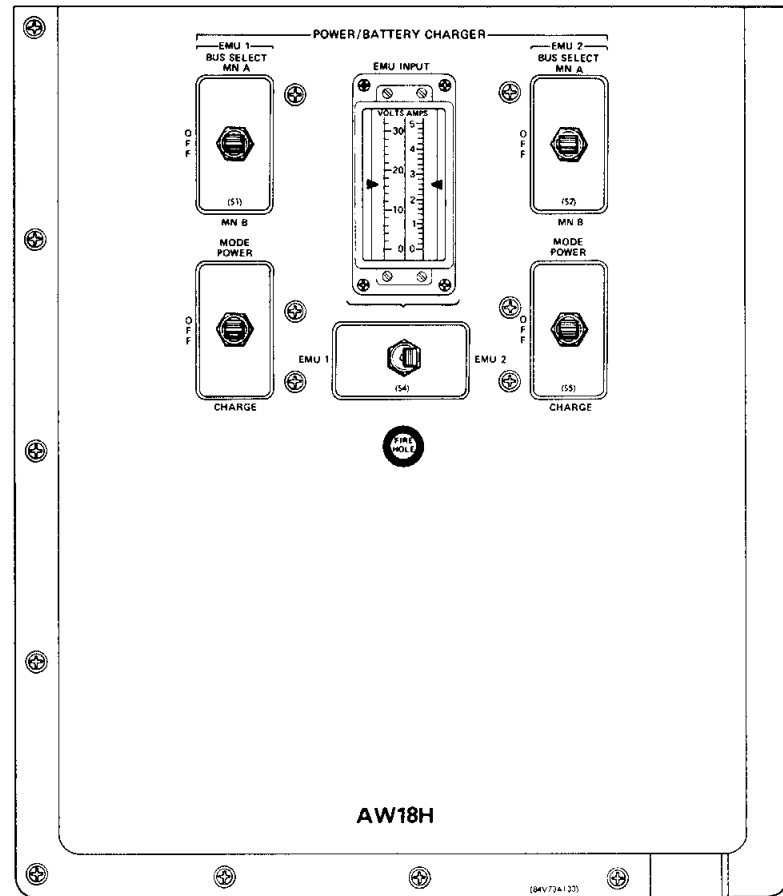 POWER/BATTERY CHARGER
EMU 1
BUS SELECT
MN A
OFF
(S1)
MN B
EMU INPUT
VOLTS AMPS
30
20
10
0
5
4
3
2
1
0
EMU 2
BUS SELECT
MN A
OFF
(S2)
MN B
MODE
POWER
OFF
CHARGE
EMU 1
(S4)
EMU 2
MODE
POWER
OFF
(S5)
CHARGE
FIRE
HOLE
AW18H
(84V73A133)